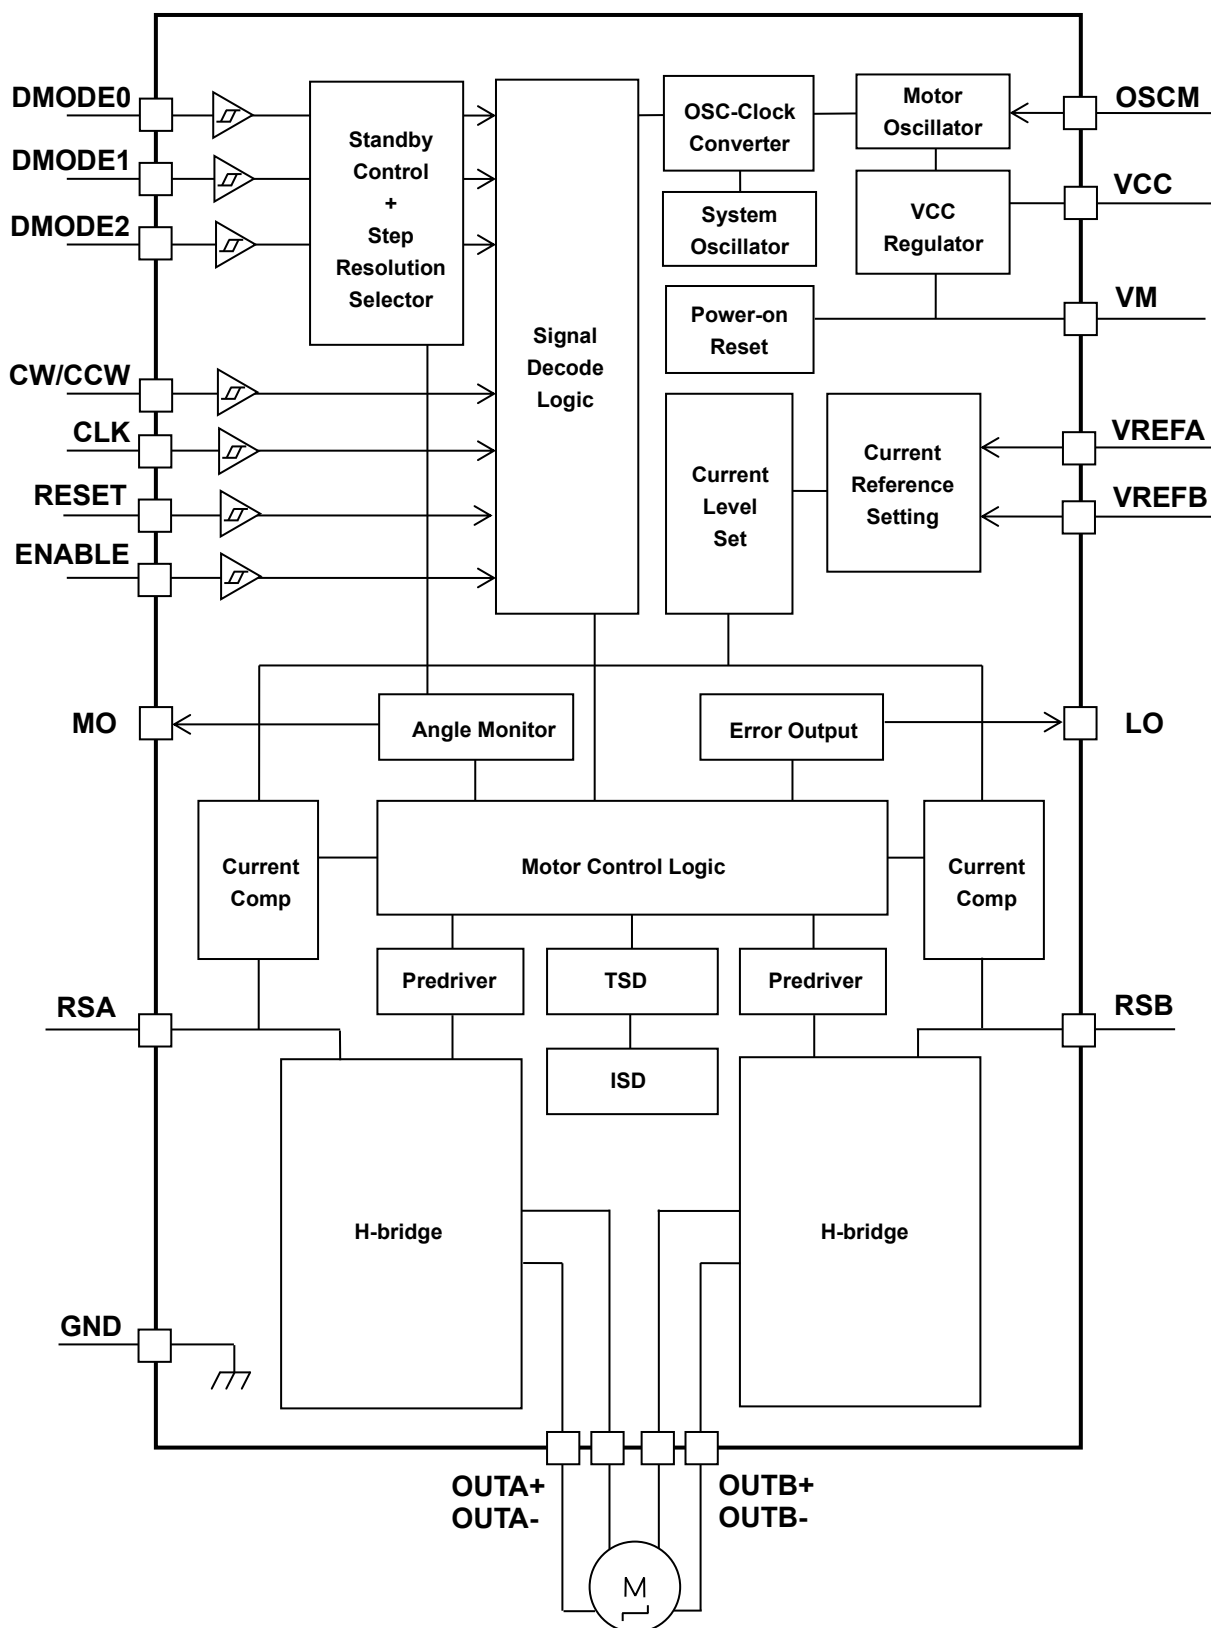 DMODE0
DMODE1
DMODE2
CW/CCW
CLK
RESET
ENABLE
Standby
Control
+
Step
Resolution
Selector
Signal
Decode
Logic
OSC-Clock
Converter
System
Oscillator
Motor
Oscillator
VCC
Regulator
Power-on
Reset
Current
Level
Set
Current
Reference
Setting
OSCM
VCC
VM
VREFA
VREFB
MO
Angle Monitor
Error Output
LO
Current
Comp
Motor Control Logic
Current
Comp
Predriver
TSD
Predriver
RSA
RSB
ISD
H-bridge
H-bridge
GND
OUTA+
OUTA-
OUTB+
OUTB-
M